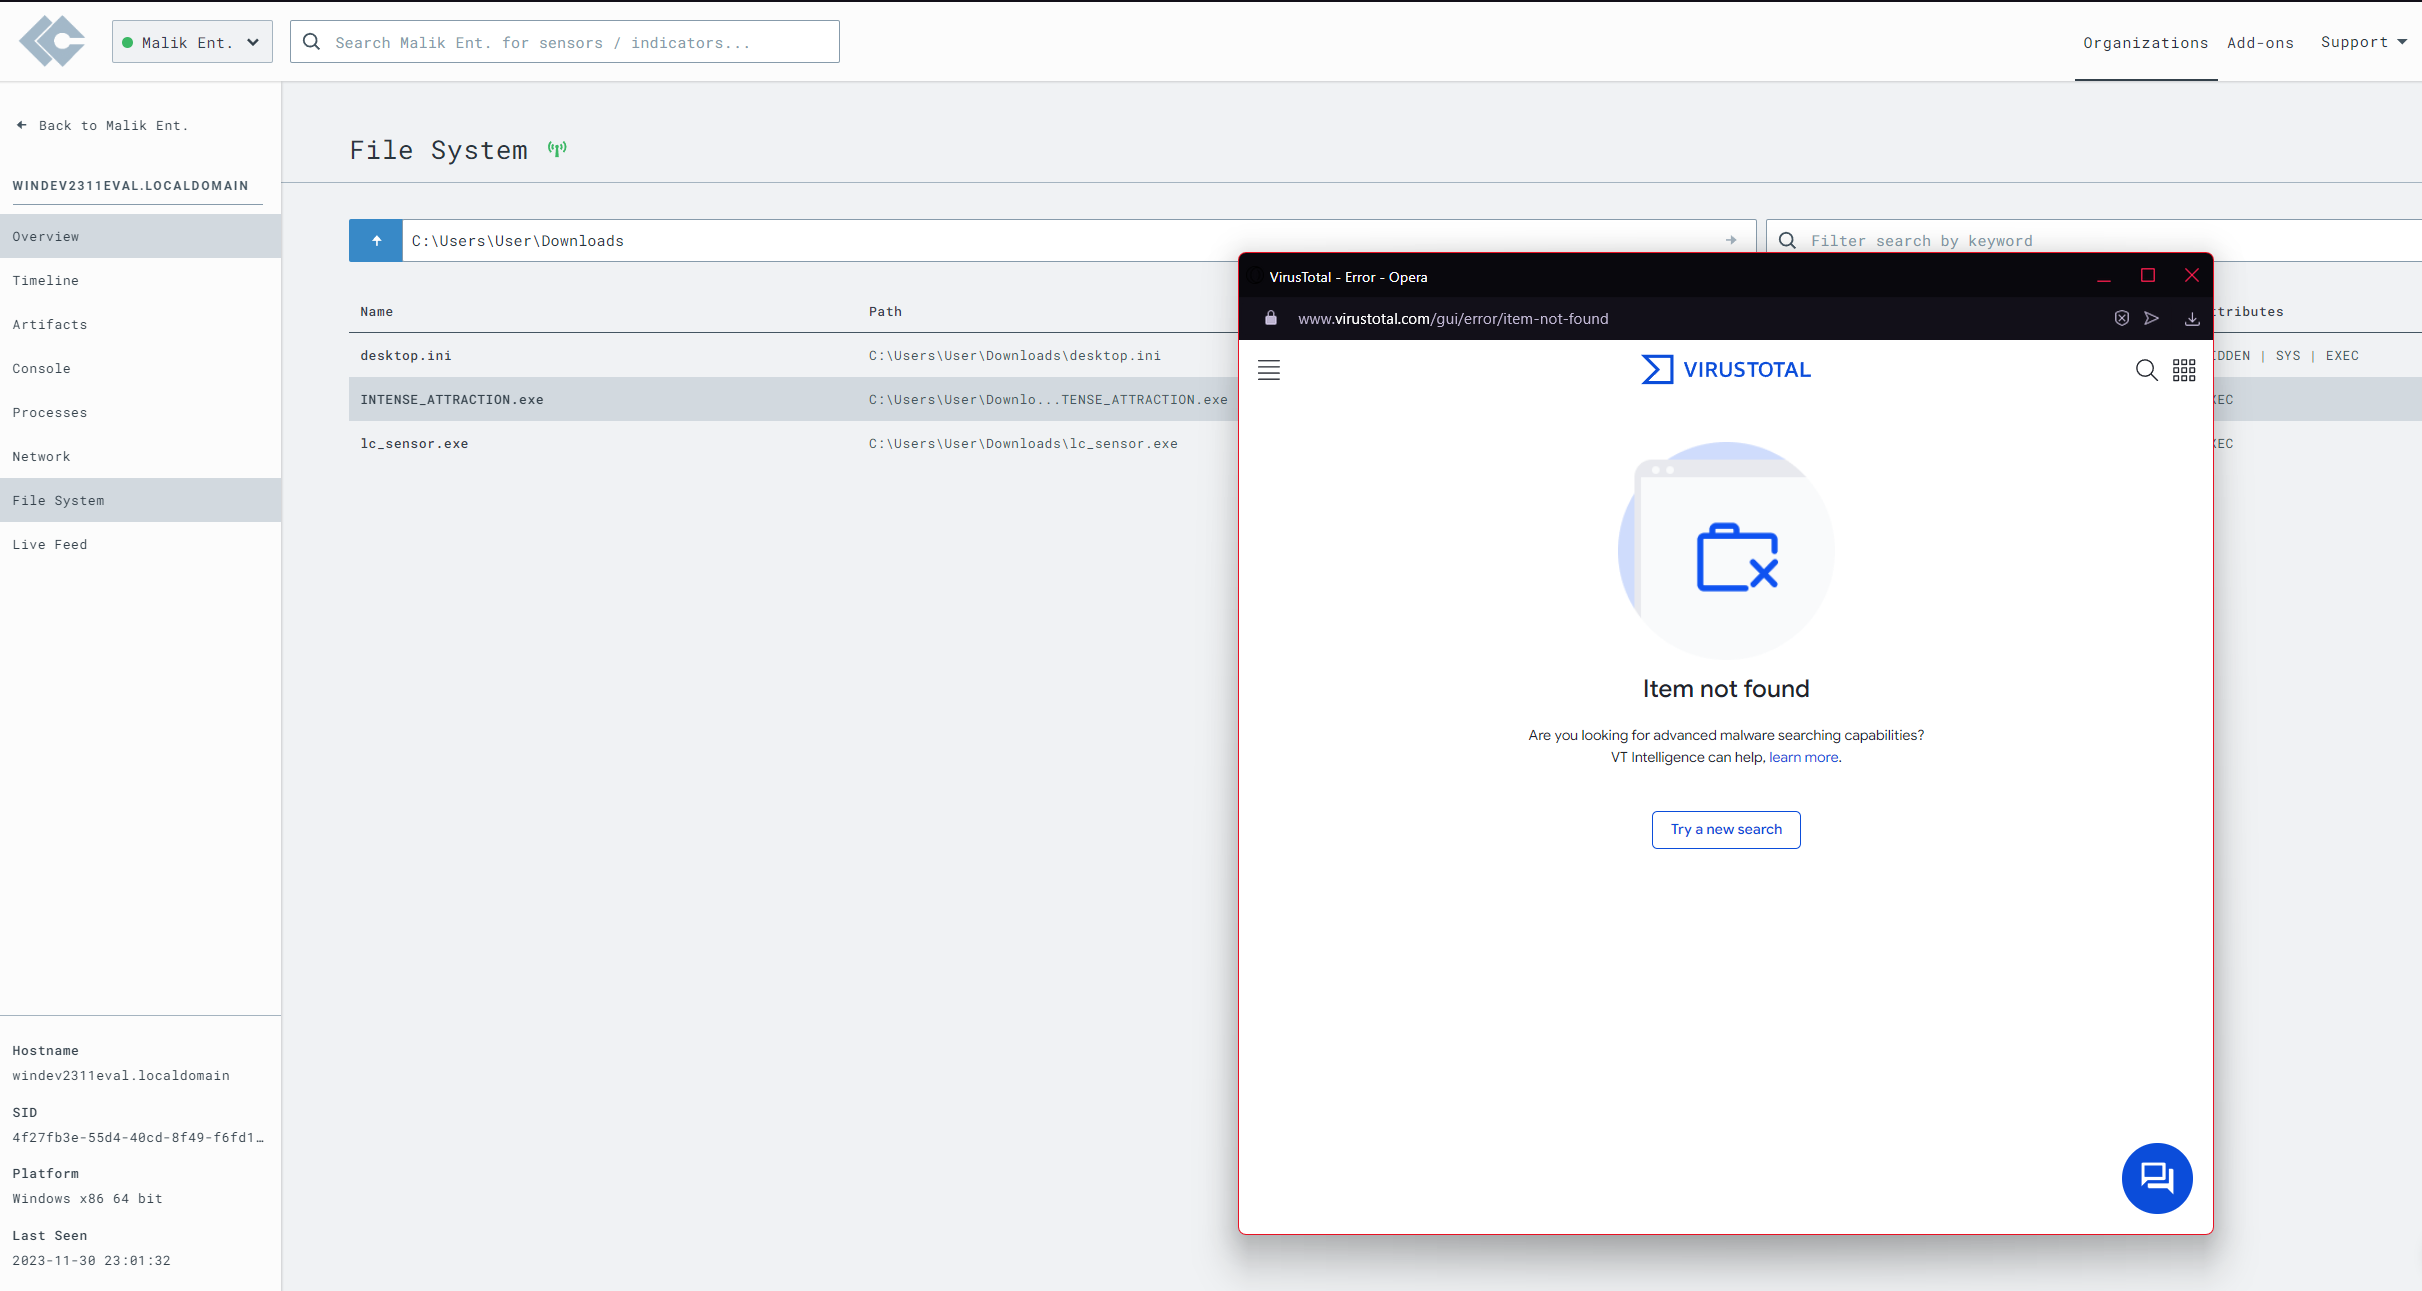 Malik Ent.
Search Malik Ent. for sensors / indicators...
Organizations
Add-ons
Support
Back to Malik Ent.
WINDEV2311EVAL.LOCALDOMAIN
Overview
Timeline
Artifacts
Console
Processes
Network
File System
Live Feed
Hostname
windev2311eval.localdomain
SID
4f27fb3e-55d4-40cd-8f49-f6fd1…
Platform
Windows x86 64 bit
Last Seen
2023-11-30 23:01:32
File System
C:\Users\User\Downloads
Filter search by keyword
Name Path tributes
desktop.ini C:\Users\User\Downloads\desktop.ini DDEN | SYS | EXEC
INTENSE_ATTRACTION.exe C:\Users\User\Downlo...TENSE_ATTRACTION.exe EC
lc_sensor.exe C:\Users\User\Downloads\lc_sensor.exe EC
VirusTotal - Error - Opera
www.virustotal.com/gui/error/item-not-found
VIRUSTOTAL
Item not found
Are you looking for advanced malware searching capabilities?
VT Intelligence can help, learn more.
Try a new search